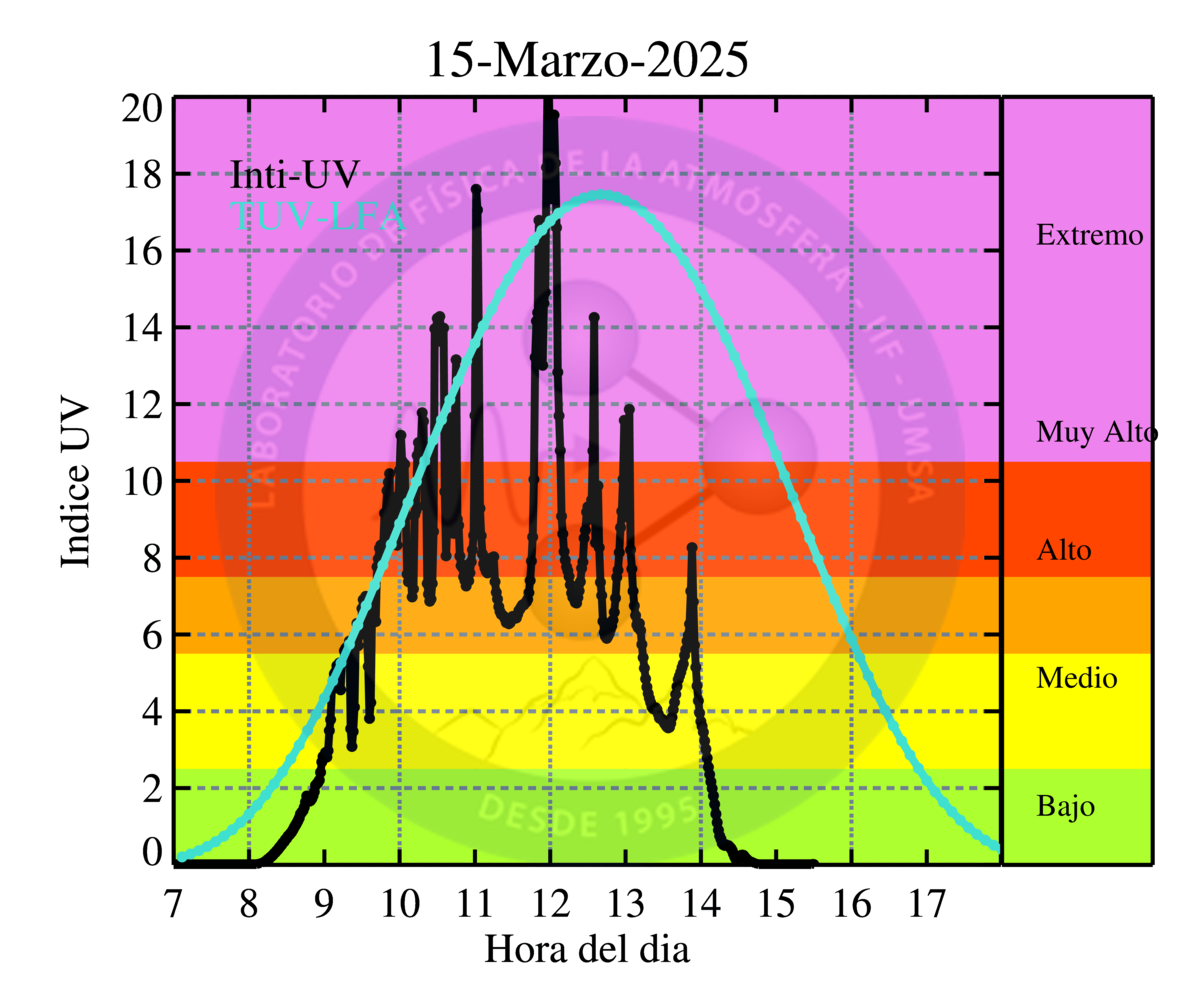 15-Marzo-2025
20
18
16
14
12
10
8
6
4
2
0
Indice UV
Inti-UV
TUV-LFA
LABORATORIO DE FÍSICA DE LA ATMÓSFERA - IIF - UMSA
DESDE 1995
Extremo
Muy Alto
Alto
Medio
Bajo
7 8 9 10 11 12 13 14 15 16 17
Hora del dia